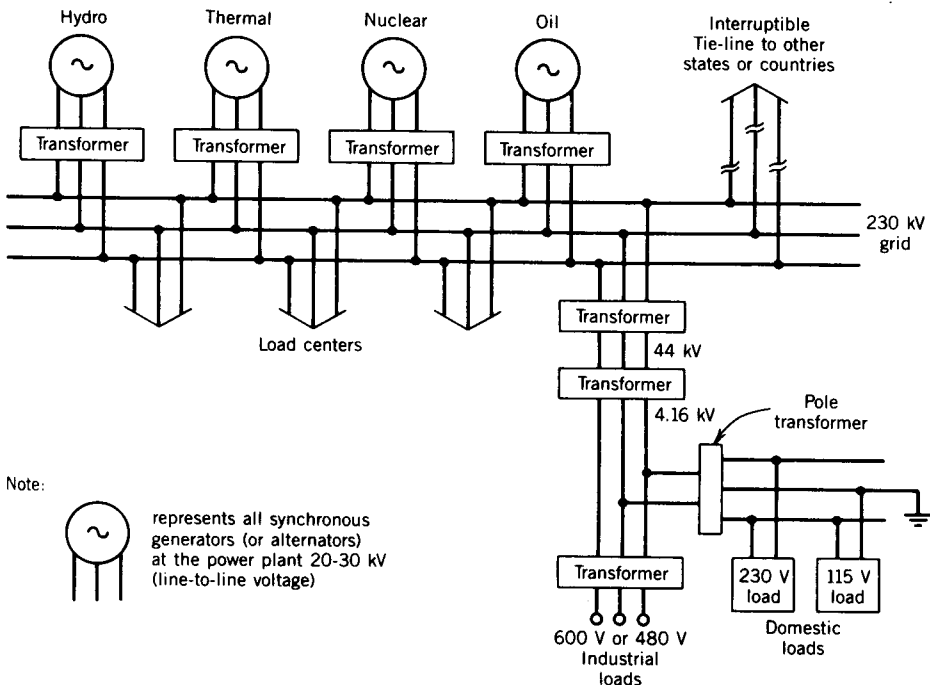 Hydro
Thermal
Nuclear
Oil
Interruptible
Tie-line to other
states or countries
~
~
~
~
Transformer
Transformer
Transformer
Transformer
230 kV
grid
Load centers
Transformer
44 kV
Transformer
4.16 kV
Pole
transformer
Note:
~
represents all synchronous
generators (or alternators)
at the power plant 20-30 kV
(line-to-line voltage)
Transformer
230 V
load
115 V
load
600 V or 480 V
Industrial
loads
Domestic
loads